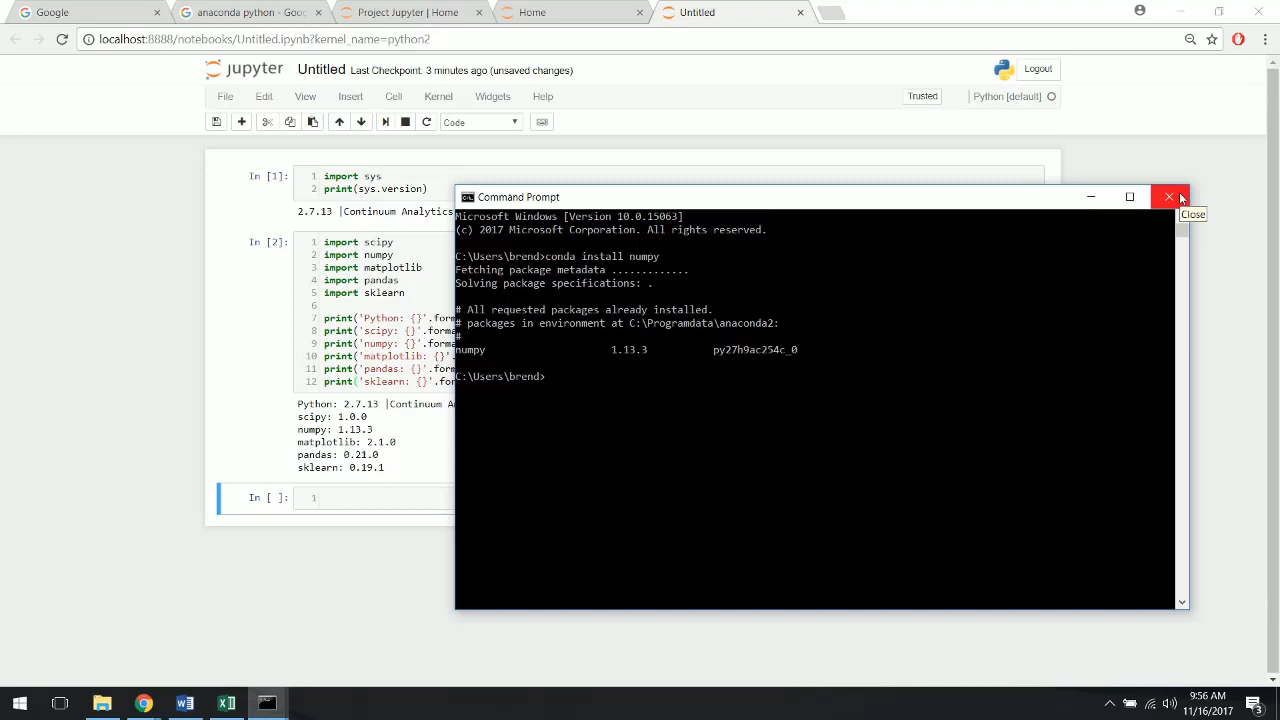 Google
anaconda python - Goog
Project Jupyter | Home
Home
Untitled
localhost:8888/notebooks/Untitled.ipynb?kernel_name=python2
jupyter Untitled Last Checkpoint: 3 minutes ago (unsaved changes)
Logout
File Edit View Insert Cell Kernel Widgets Help
Trusted
Python [default]
Code
In [1]:
1 import sys
2 print(sys.version)
2.7.13 |Continuum Analytics
In [2]:
1 import scipy
2 import numpy
3 import matplotlib
4 import pandas
5 import sklearn
6
7 print('Python: {}'.forma
8 print('scipy: {}'.format
9 print('numpy: {}'.format
10 print('matplotlib: {}'.f
11 print('pandas: {}'.forma
12 print('sklearn: {}'.form
Python: 2.7.13 |Continuum A
scipy: 1.0.0
numpy: 1.13.3
matplotlib: 2.1.0
pandas: 0.21.0
sklearn: 0.19.1
In [ ]:
1
Command Prompt
Close
Microsoft Windows [Version 10.0.15063]
(c) 2017 Microsoft Corporation. All rights reserved.
C:\Users\brend>conda install numpy
Fetching package metadata .............
Solving package specifications: .
# All requested packages already installed.
# packages in environment at C:\Programdata\anaconda2:
#
numpy 1.13.3 py27h9ac254c_0
C:\Users\brend>
9:56 AM
11/16/2017
3